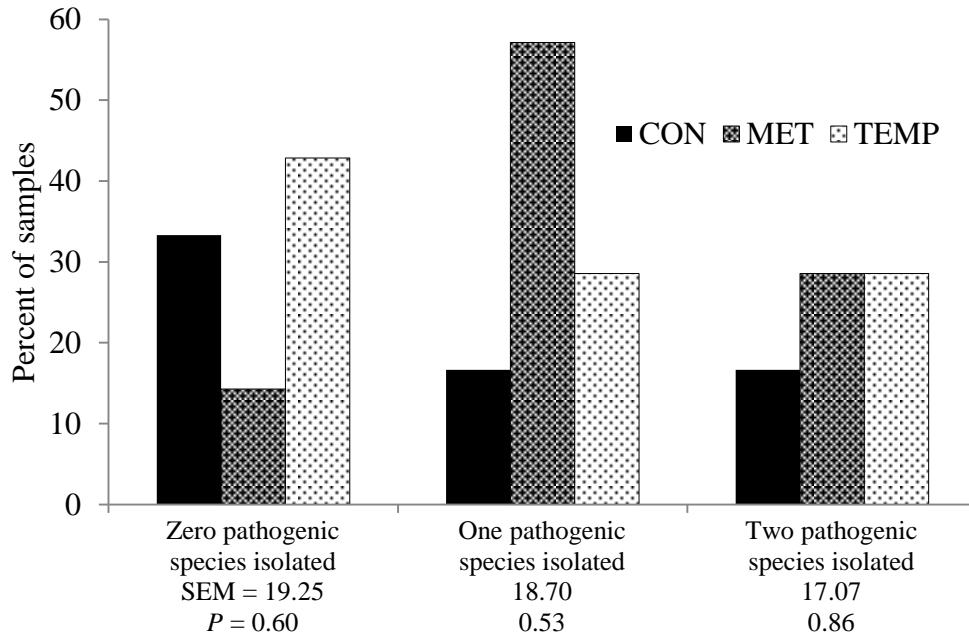 60
50
40
30
20
10
0
Percent of samples
CON MET TEMP
Zero pathogenic
species isolated
SEM = 19.25
P = 0.60
One pathogenic
species isolated
18.70
0.53
Two pathogenic
species isolated
17.07
0.86